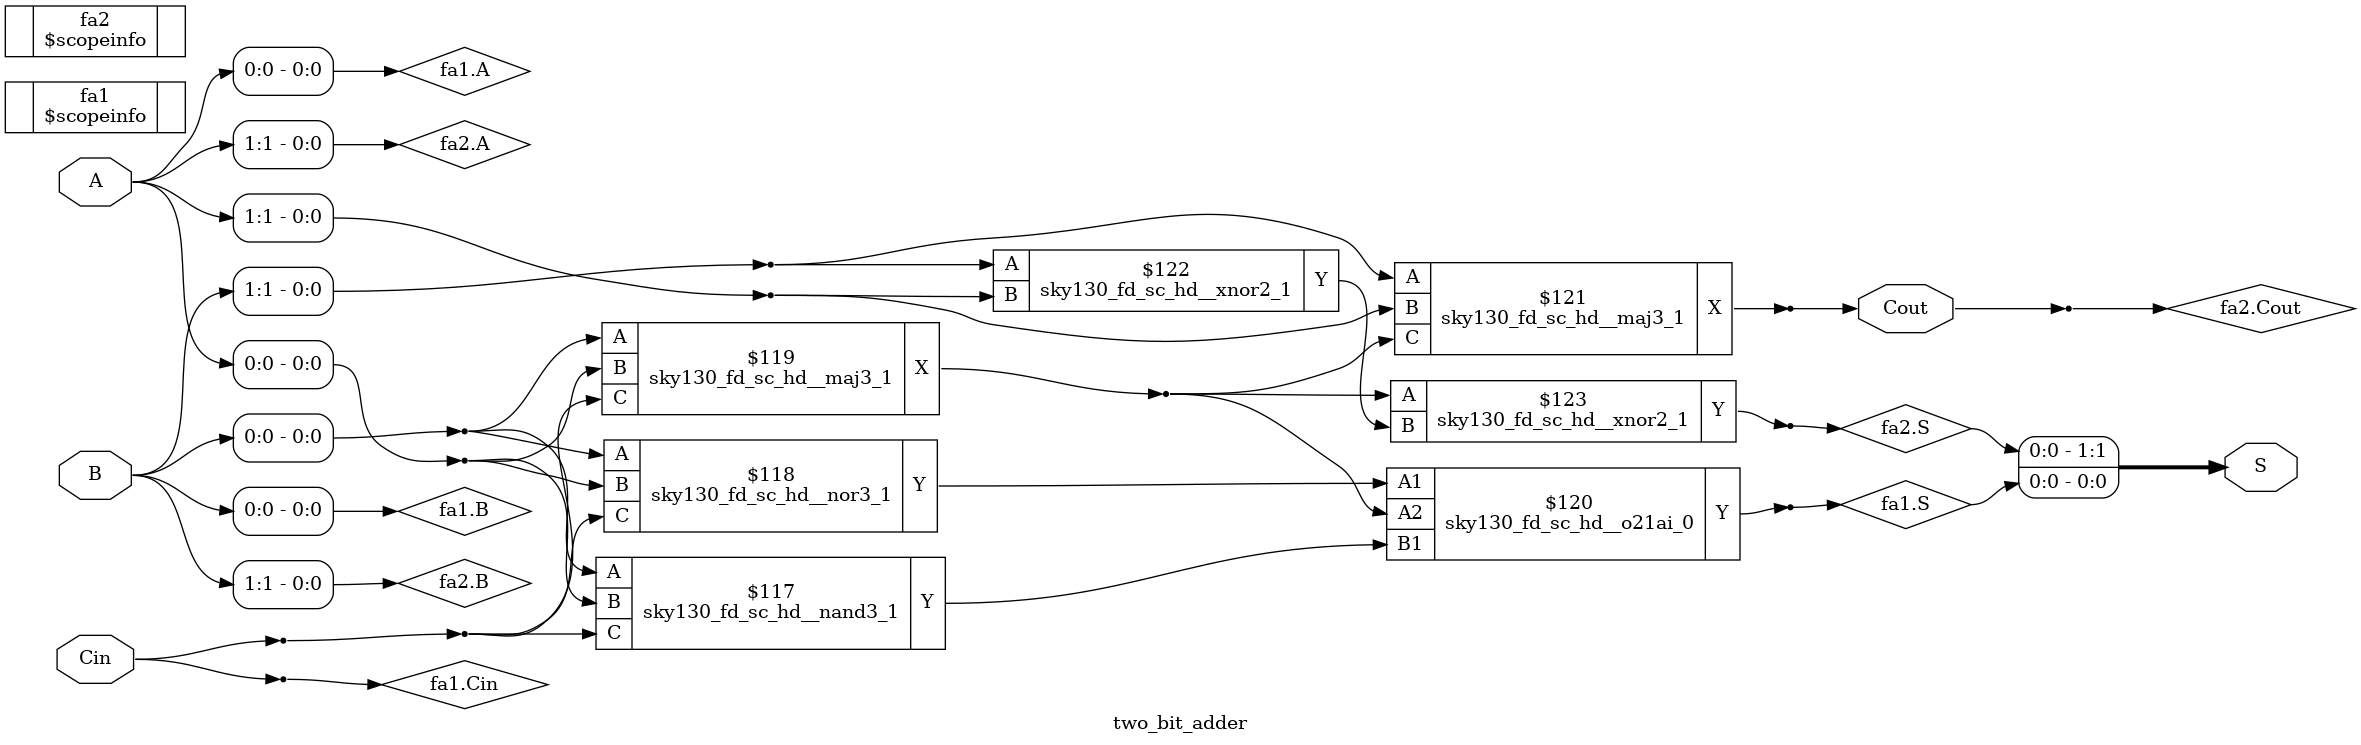 fa2
$scopeinfo
fa1
$scopeinfo
A
B
Cin
0:0 - 0:0
1:1 - 0:0
1:1 - 0:0
1:1 - 0:0
0:0 - 0:0
0:0 - 0:0
0:0 - 0:0
1:1 - 0:0
fa1.A
fa2.A
fa1.B
fa2.B
fa1.Cin
A
B
C
$119
sky130_fd_sc_hd__maj3_1
X
A
B
C
$118
sky130_fd_sc_hd__nor3_1
Y
A
B
C
$117
sky130_fd_sc_hd__nand3_1
Y
A
B
$122
sky130_fd_sc_hd__xnor2_1
Y
A
B
C
$121
sky130_fd_sc_hd__maj3_1
X
A
B
$123
sky130_fd_sc_hd__xnor2_1
Y
A1
A2
B1
$120
sky130_fd_sc_hd__o21ai_0
Y
Cout
fa2.Cout
fa2.S
fa1.S
0:0 - 1:1
0:0 - 0:0
S
two_bit_adder